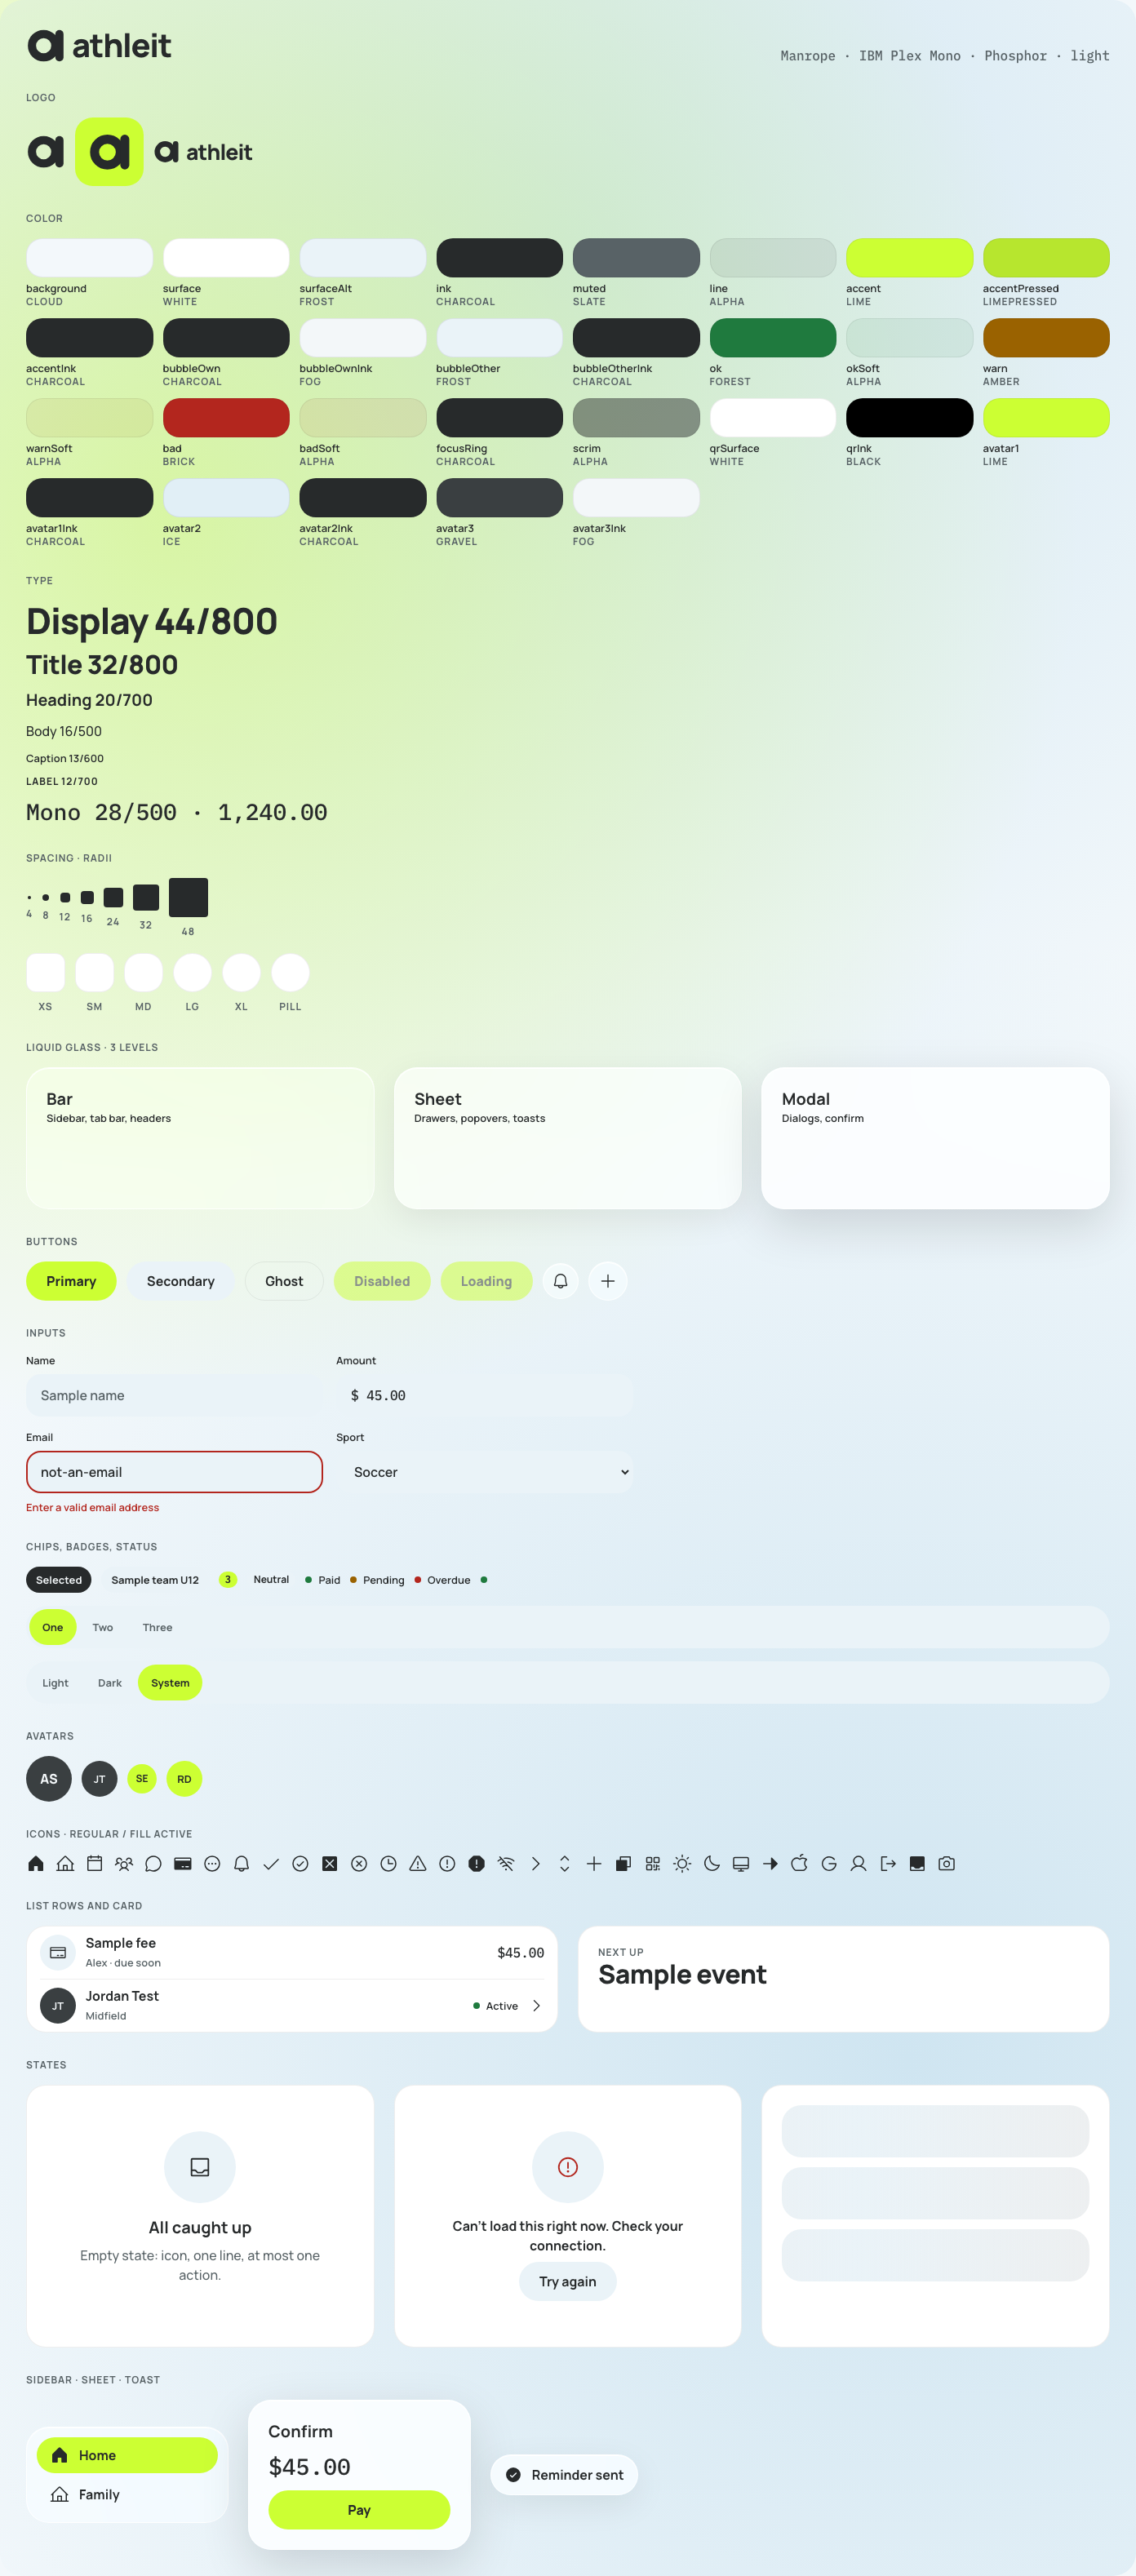 athleit
Manrope · IBM Plex Mono · Phosphor · light
LOGO
athleit
COLOR
background
CLOUD
surface
WHITE
surfaceAlt
FROST
ink
CHARCOAL
muted
SLATE
line
ALPHA
accent
LIME
accentPressed
LIMEPRESSED
accentInk
CHARCOAL
bubbleOwn
CHARCOAL
bubbleOwnInk
FOG
bubbleOther
FROST
bubbleOtherInk
CHARCOAL
ok
FOREST
okSoft
ALPHA
warn
AMBER
warnSoft
ALPHA
bad
BRICK
badSoft
ALPHA
focusRing
CHARCOAL
scrim
ALPHA
qrSurface
WHITE
qrInk
BLACK
avatar1
LIME
avatar1Ink
CHARCOAL
avatar2
ICE
avatar2Ink
CHARCOAL
avatar3
GRAVEL
avatar3Ink
FOG
TYPE
Display 44/800
Title 32/800
Heading 20/700
Body 16/500
Caption 13/600
LABEL 12/700
Mono 28/500 · 1,240.00
SPACING · RADII
4 8 12 16 24 32 48
XS SM MD LG XL PILL
LIQUID GLASS · 3 LEVELS
Bar
Sidebar, tab bar, headers
Sheet
Drawers, popovers, toasts
Modal
Dialogs, confirm
BUTTONS
Primary Secondary Ghost Disabled Loading
INPUTS
Name
Sample name
Amount
$ 45.00
Email
not-an-email
Enter a valid email address
Sport
Soccer
CHIPS, BADGES, STATUS
Selected Sample team U12 3 Neutral Paid Pending Overdue
One Two Three
Light Dark System
AVATARS
AS JT SE RD
ICONS · REGULAR / FILL ACTIVE
LIST ROWS AND CARD
Sample fee
Alex · due soon
$45.00
JT
Jordan Test
Midfield
Active
NEXT UP
Sample event
STATES
All caught up
Empty state: icon, one line, at most one
action.
Can't load this right now. Check your
connection.
Try again
SIDEBAR · SHEET · TOAST
Home
Family
Confirm
$45.00
Pay
Reminder sent